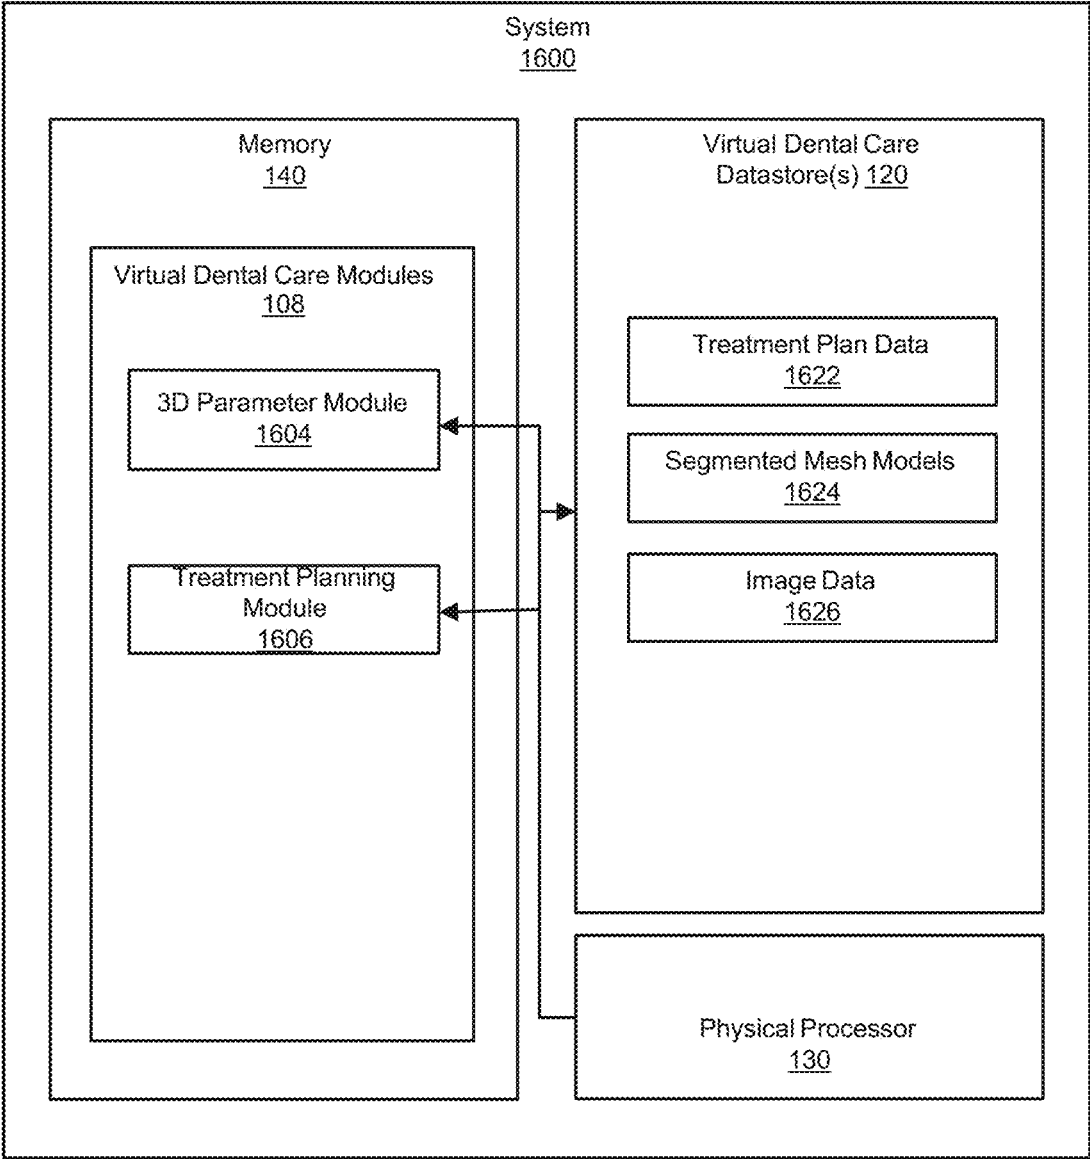 System
1600
Memory
140
Virtual Dental Care Modules
108
3D Parameter Module
1604
Treatment Planning
Module
1606
Virtual Dental Care
Datastore(s) 120
Treatment Plan Data
1622
Segmented Mesh Models
1624
Image Data
1626
Physical Processor
130